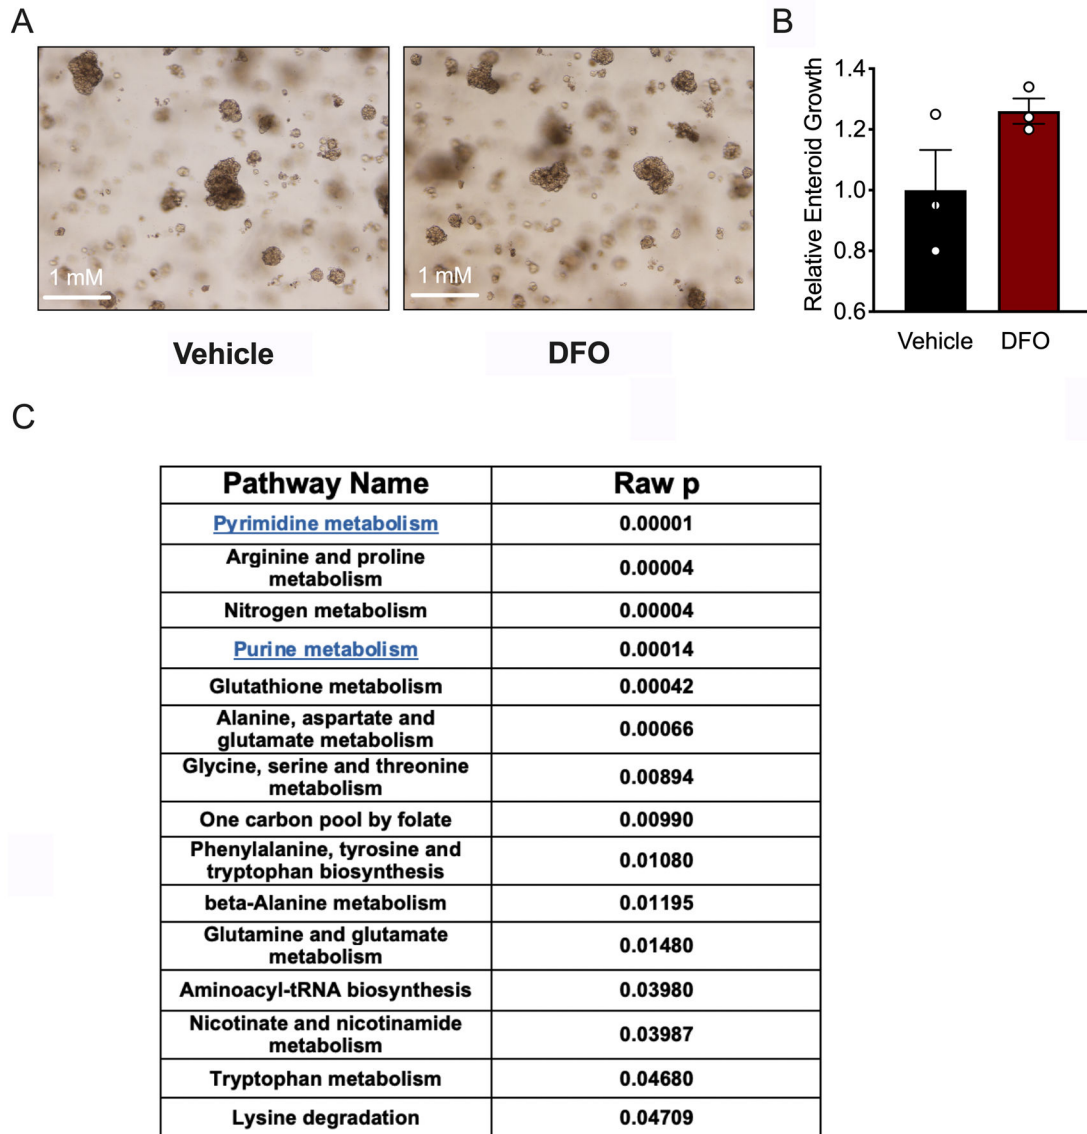 A
B
1 mM
1 mM
Vehicle
DFO
Relative Enteroid Growth
1.4
1.2
1.0
0.8
0.6
Vehicle
DFO
C
Pathway Name
Raw p
Pyrimidine metabolism
0.00001
Arginine and proline
metabolism
0.00004
Nitrogen metabolism
0.00004
Purine metabolism
0.00014
Glutathione metabolism
0.00042
Alanine, aspartate and
glutamate metabolism
0.00066
Glycine, serine and threonine
metabolism
0.00894
One carbon pool by folate
0.00990
Phenylalanine, tyrosine and
tryptophan biosynthesis
0.01080
beta-Alanine metabolism
0.01195
Glutamine and glutamate
metabolism
0.01480
Aminoacyl-tRNA biosynthesis
0.03980
Nicotinate and nicotinamide
metabolism
0.03987
Tryptophan metabolism
0.04680
Lysine degradation
0.04709